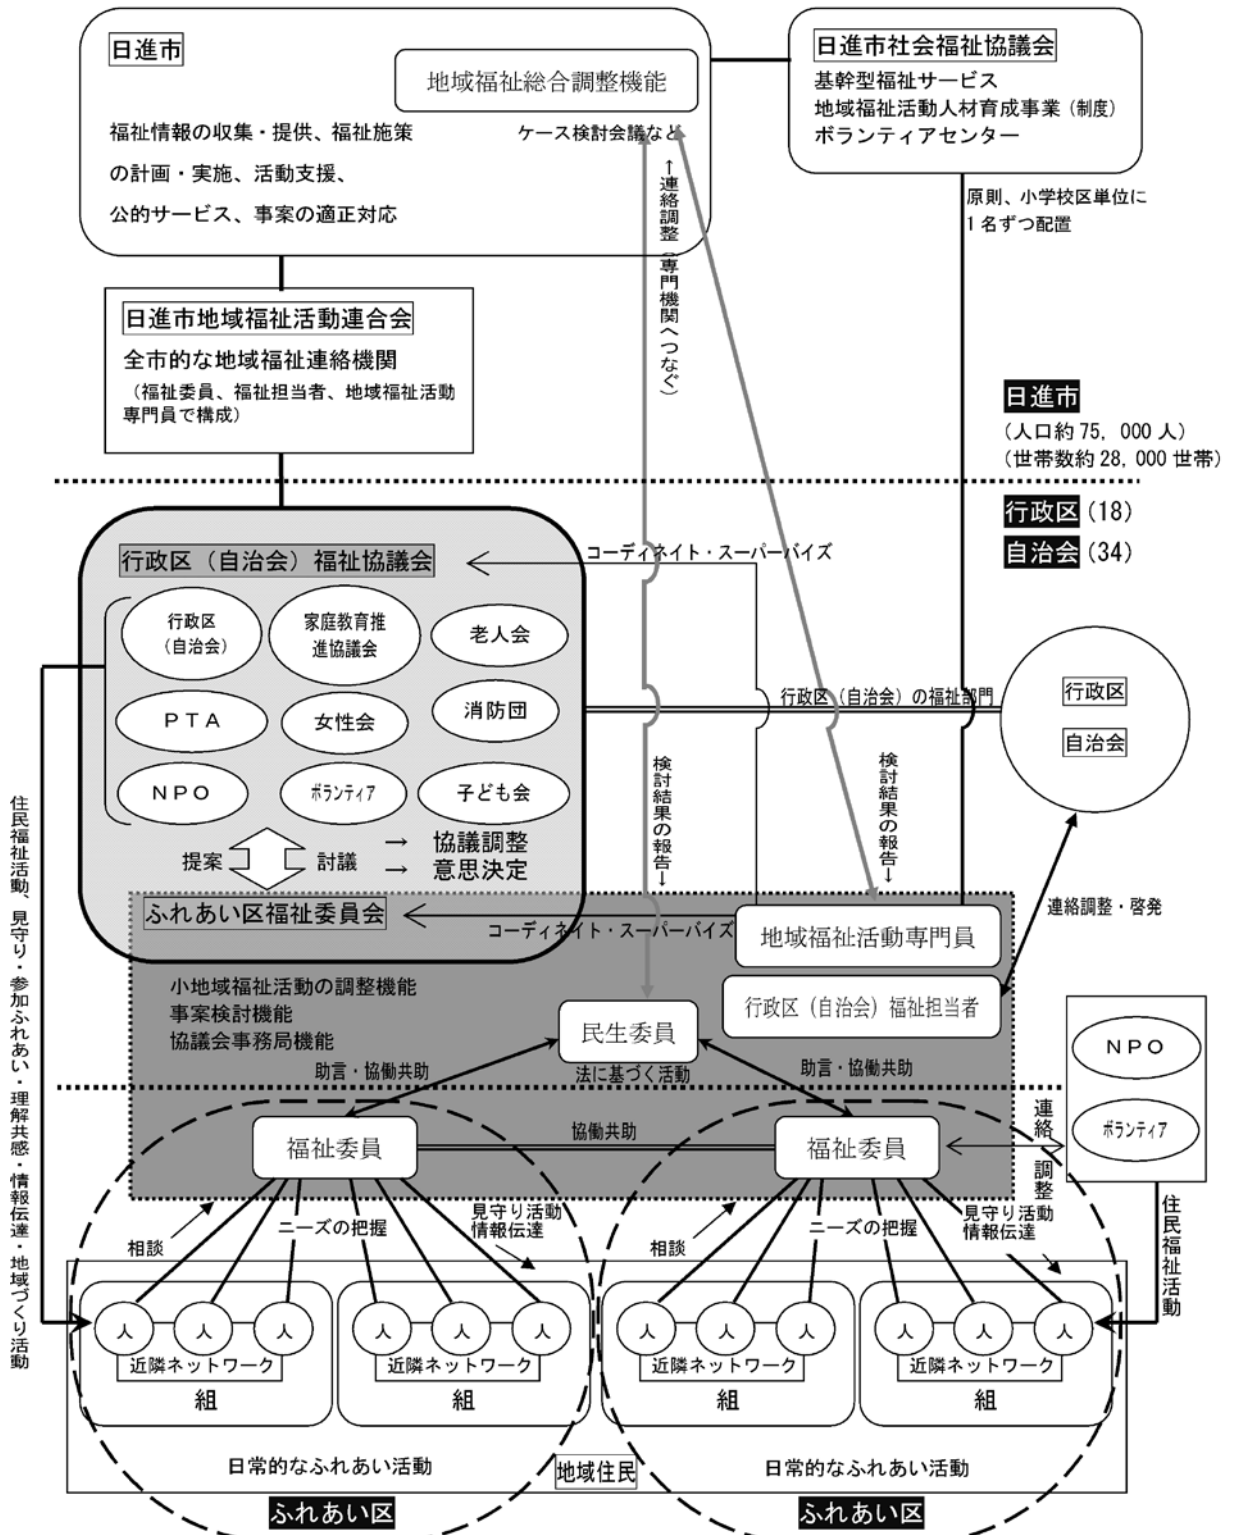 日進市
地域福祉総合調整機能
福祉情報の収集・提供、福祉施策
の計画・実施、活動支援、
公的サービス、事案の適正対応
ケース検討会議など
日進市社会福祉協議会
基幹型福祉サービス
地域福祉活動人材育成事業（制度）
ボランティアセンター
原則、小学校区単位に
1名ずつ配置
↑連絡調整（専門機関へつなぐ）
日進市地域福祉活動連合会
全市的な地域福祉連絡機関
（福祉委員、福祉担当者、地域福祉活動
専門員で構成）
日進市
（人口約75，000人）
（世帯数約28，000世帯）
行政区（18）
自治会（34）
行政区（自治会）福祉協議会
コーディネイト・スーパーバイズ
行政区
（自治会）
家庭教育推
進協議会
老人会
ＰＴＡ
女性会
消防団
ＮＰＯ
ボランティア
子ども会
提案
討議
→ 協議調整
→ 意思決定
行政区（自治会）の福祉部門
行政区
自治会
検討結果の報告→
検討結果の報告→
連絡調整・啓発
ふれあい区福祉委員会
コーディネイト・スーパーバイズ
地域福祉活動専門員
行政区（自治会）福祉担当者
小地域福祉活動の調整機能
事案検討機能
協議会事務局機能
民生委員
法に基づく活動
助言・協働共助
助言・協働共助
住民福祉活動、見守り・参加ふれあい・理解共感・情報伝達・地域づくり活動
福祉委員
協働共助
福祉委員
連絡
調整
ＮＰＯ
ボランティア
住民福祉活動
相談
ニーズの把握
見守り活動
情報伝達
相談
ニーズの把握
見守り活動
情報伝達
人 人 人
近隣ネットワーク
組
人 人 人
近隣ネットワーク
組
人 人 人
近隣ネットワーク
組
人 人 人
近隣ネットワーク
組
日常的なふれあい活動
地域住民
日常的なふれあい活動
ふれあい区
ふれあい区